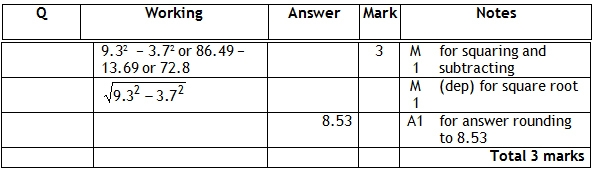 Q Working Answer Mark Notes
9.3² - 3.7² or 86.49 – 3 M for squaring and
13.69 or 72.8 1 subtracting
√9.3² – 3.7² M (dep) for square root
1
8.53 A1 for answer rounding
to 8.53
Total 3 marks